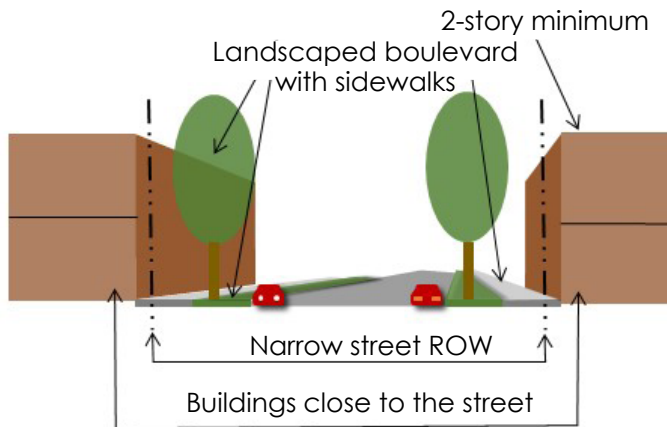 2-story minimum
Landscaped boulevard
with sidewalks
Narrow street ROW
Buildings close to the street